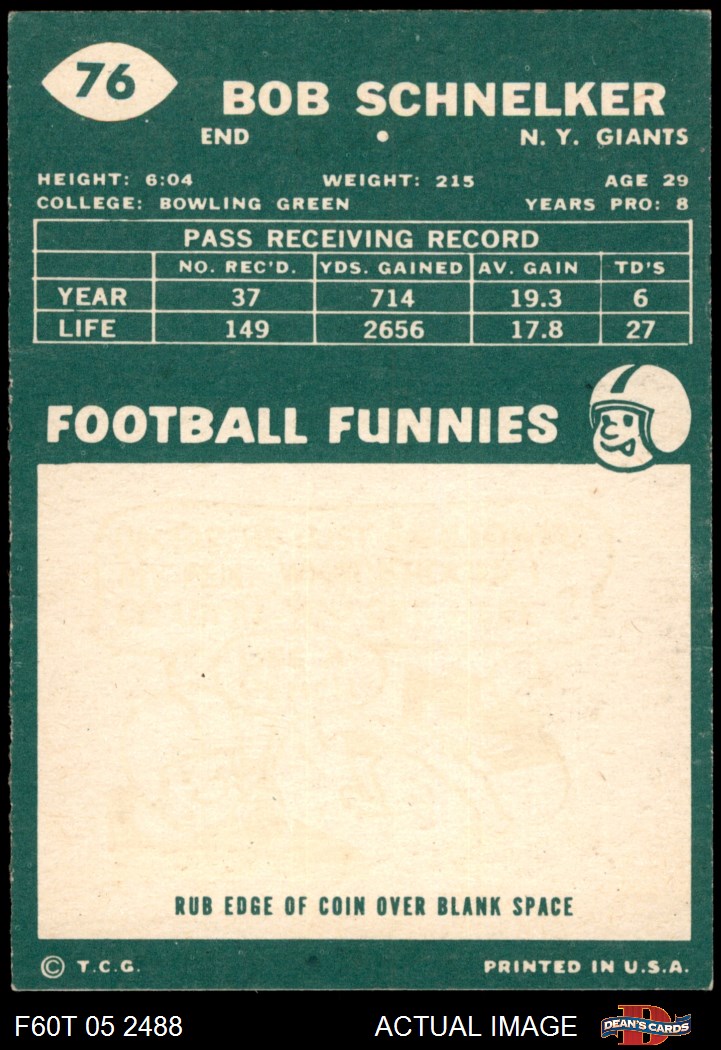 76
BOB SCHNELKER
END • N. Y. GIANTS
HEIGHT: 6:04 WEIGHT: 215 AGE 29
COLLEGE: BOWLING GREEN YEARS PRO: 8
PASS RECEIVING RECORD
NO. REC'D. YDS. GAINED AV. GAIN TD'S
YEAR 37 714 19.3 6
LIFE 149 2656 17.8 27
FOOTBALL FUNNIES
RUB EDGE OF COIN OVER BLANK SPACE
© T.C.G. PRINTED IN U.S.A.
F60T 05 2488 ACTUAL IMAGE DEAN'S CARDS